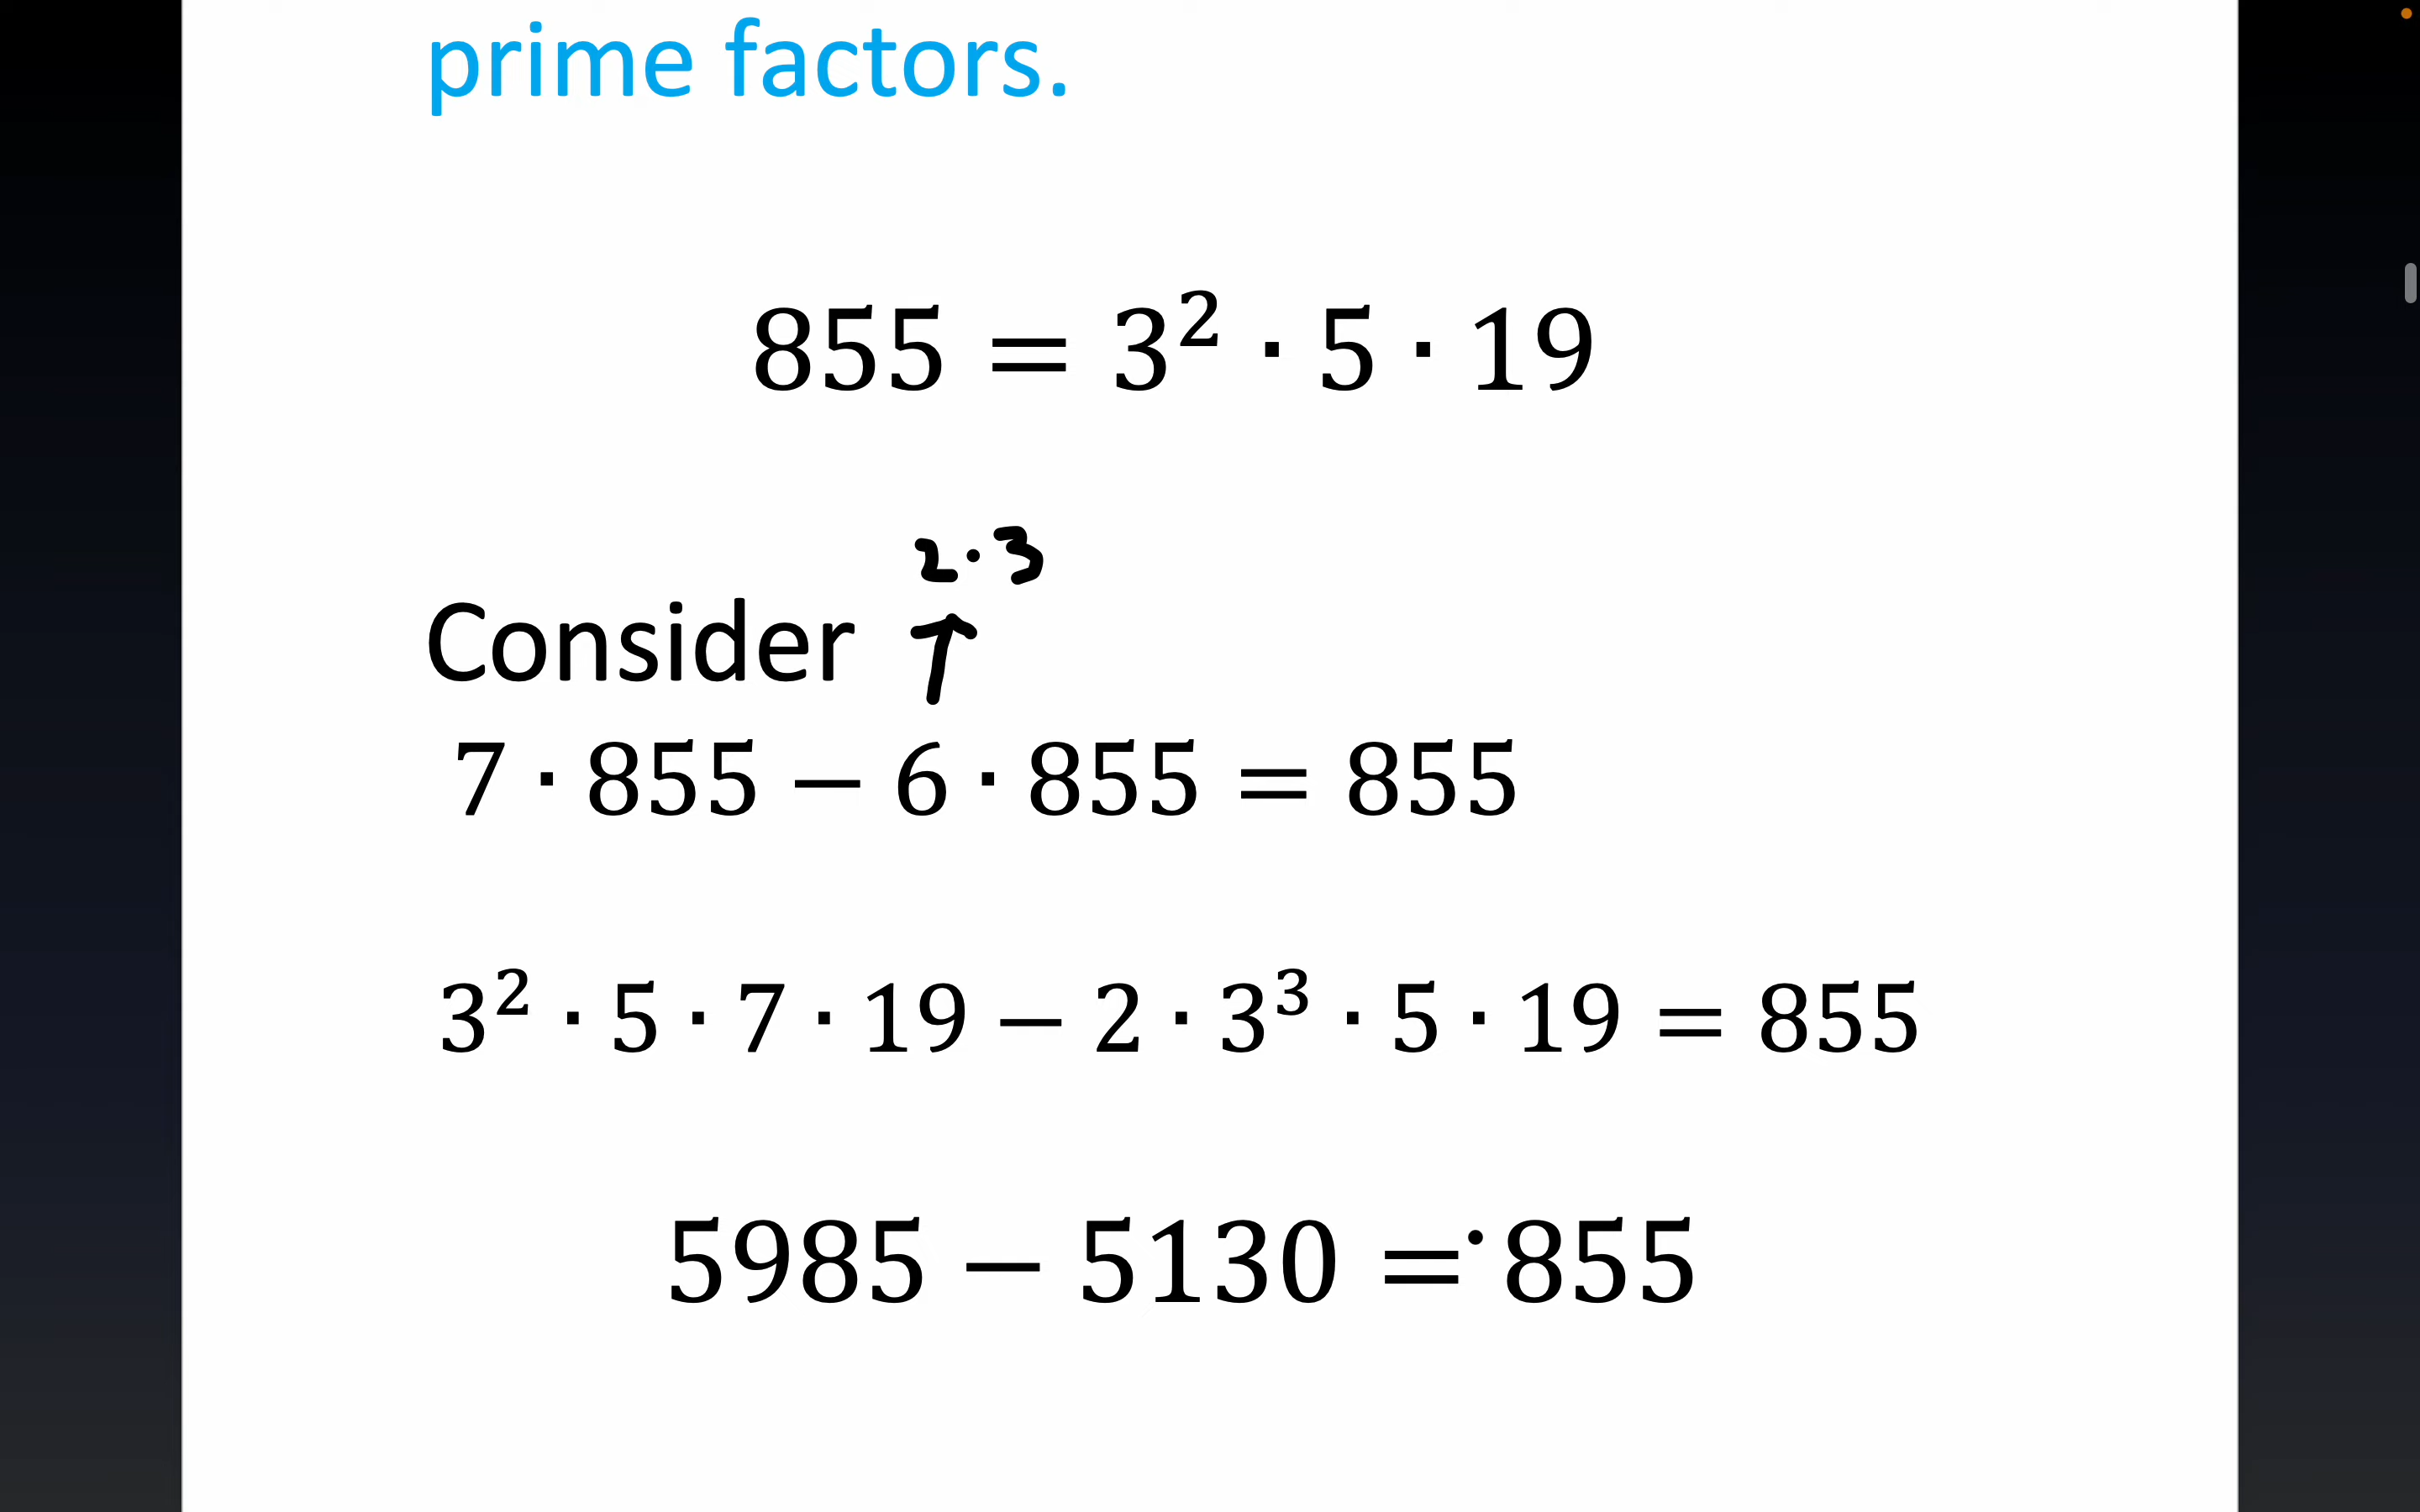 prime factors.
855 = 3² · 5 · 19
2·3
Consider ↑
7 · 855 − 6 · 855 = 855
3² · 5 · 7 · 19 − 2 · 3³ · 5 · 19 = 855
5985 − 5130 = 855